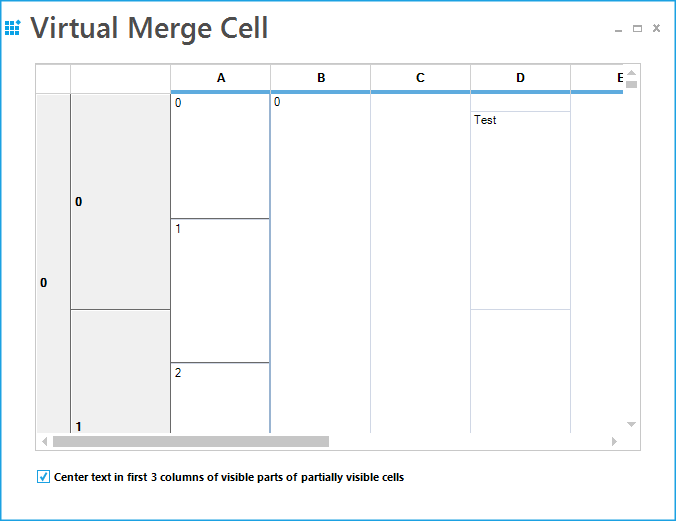 Virtual Merge Cell
A B C D E
0 0
Test
0
1
0
2
1
Center text in first 3 columns of visible parts of partially visible cells